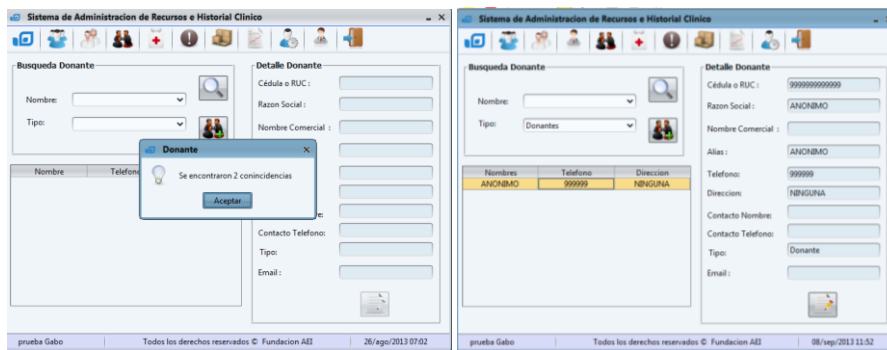 Sistema de Administracion de Recursos e Historial Clinico
Busqueda Donante
Nombre:
Tipo:
Nombre Telefono
Detalle Donante
Cédula o RUC :
Razon Social :
Nombre Comercial :
Contacto Telefono:
Tipo:
Email :
Donante
Se encontraron 2 conincidencias
Aceptar
prueba Gabo Todos los derechos reservados © Fundacion AEI 26/ago/2013 07:02
Sistema de Administracion de Recursos e Historial Clinico
Busqueda Donante
Nombre:
Tipo: Donantes
Nombres Telefono Direccion
ANONIMO 999999 NINGUNA
Detalle Donante
Cédula o RUC : 9999999999999
Razon Social : ANONIMO
Nombre Comercial :
Alias : ANONIMO
Telefono: 999999
Direccion: NINGUNA
Contacto Nombre:
Contacto Telefono:
Tipo: Donante
Email :
prueba Gabo Todos los derechos reservados © Fundacion AEI 08/sep/2013 11:52